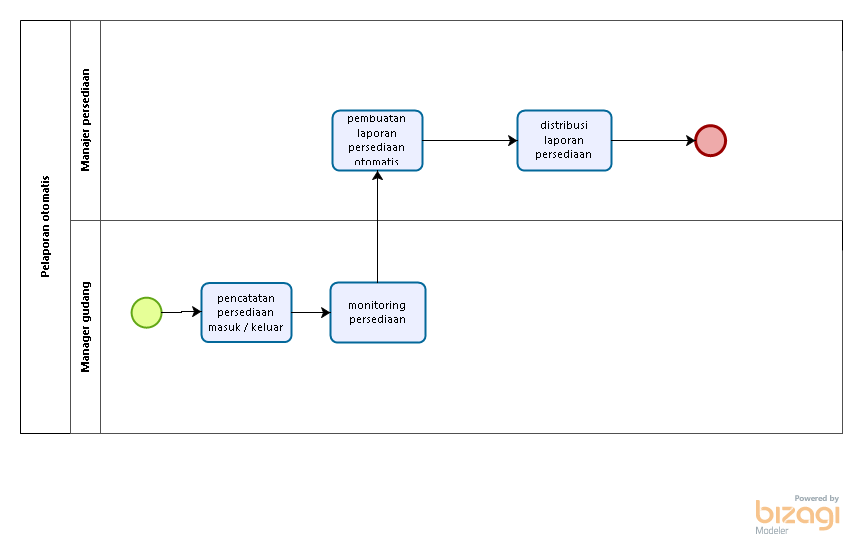 Pelaporan otomatis
Manajer persediaan
pembuatan
laporan
persediaan
otomatis
distribusi
laporan
persediaan
Manager gudang
pencatatan
persediaan
masuk / keluar
monitoring
persediaan
Powered by
bizagi
Modeler